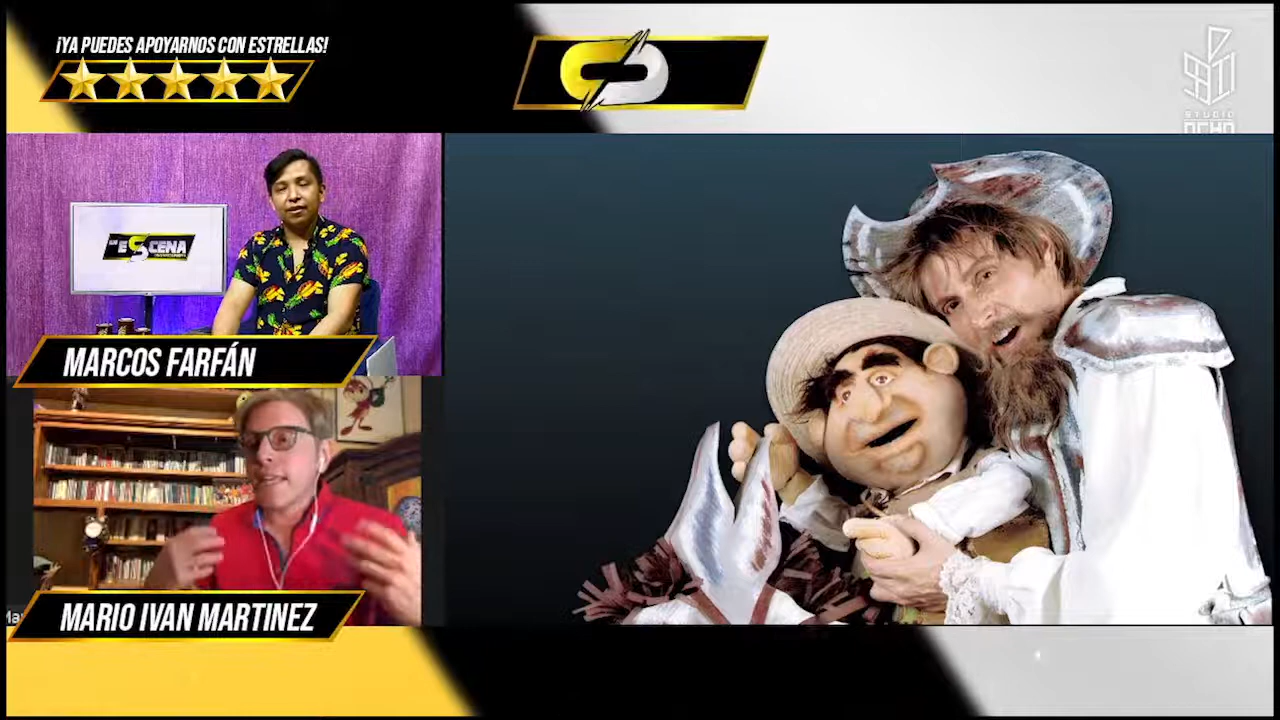 ¡YA PUEDES APOYARNOS CON ESTRELLAS!
STUDIO
OCHO
ESCENA
MARCOS FARFÁN
MARIO IVAN MARTINEZ